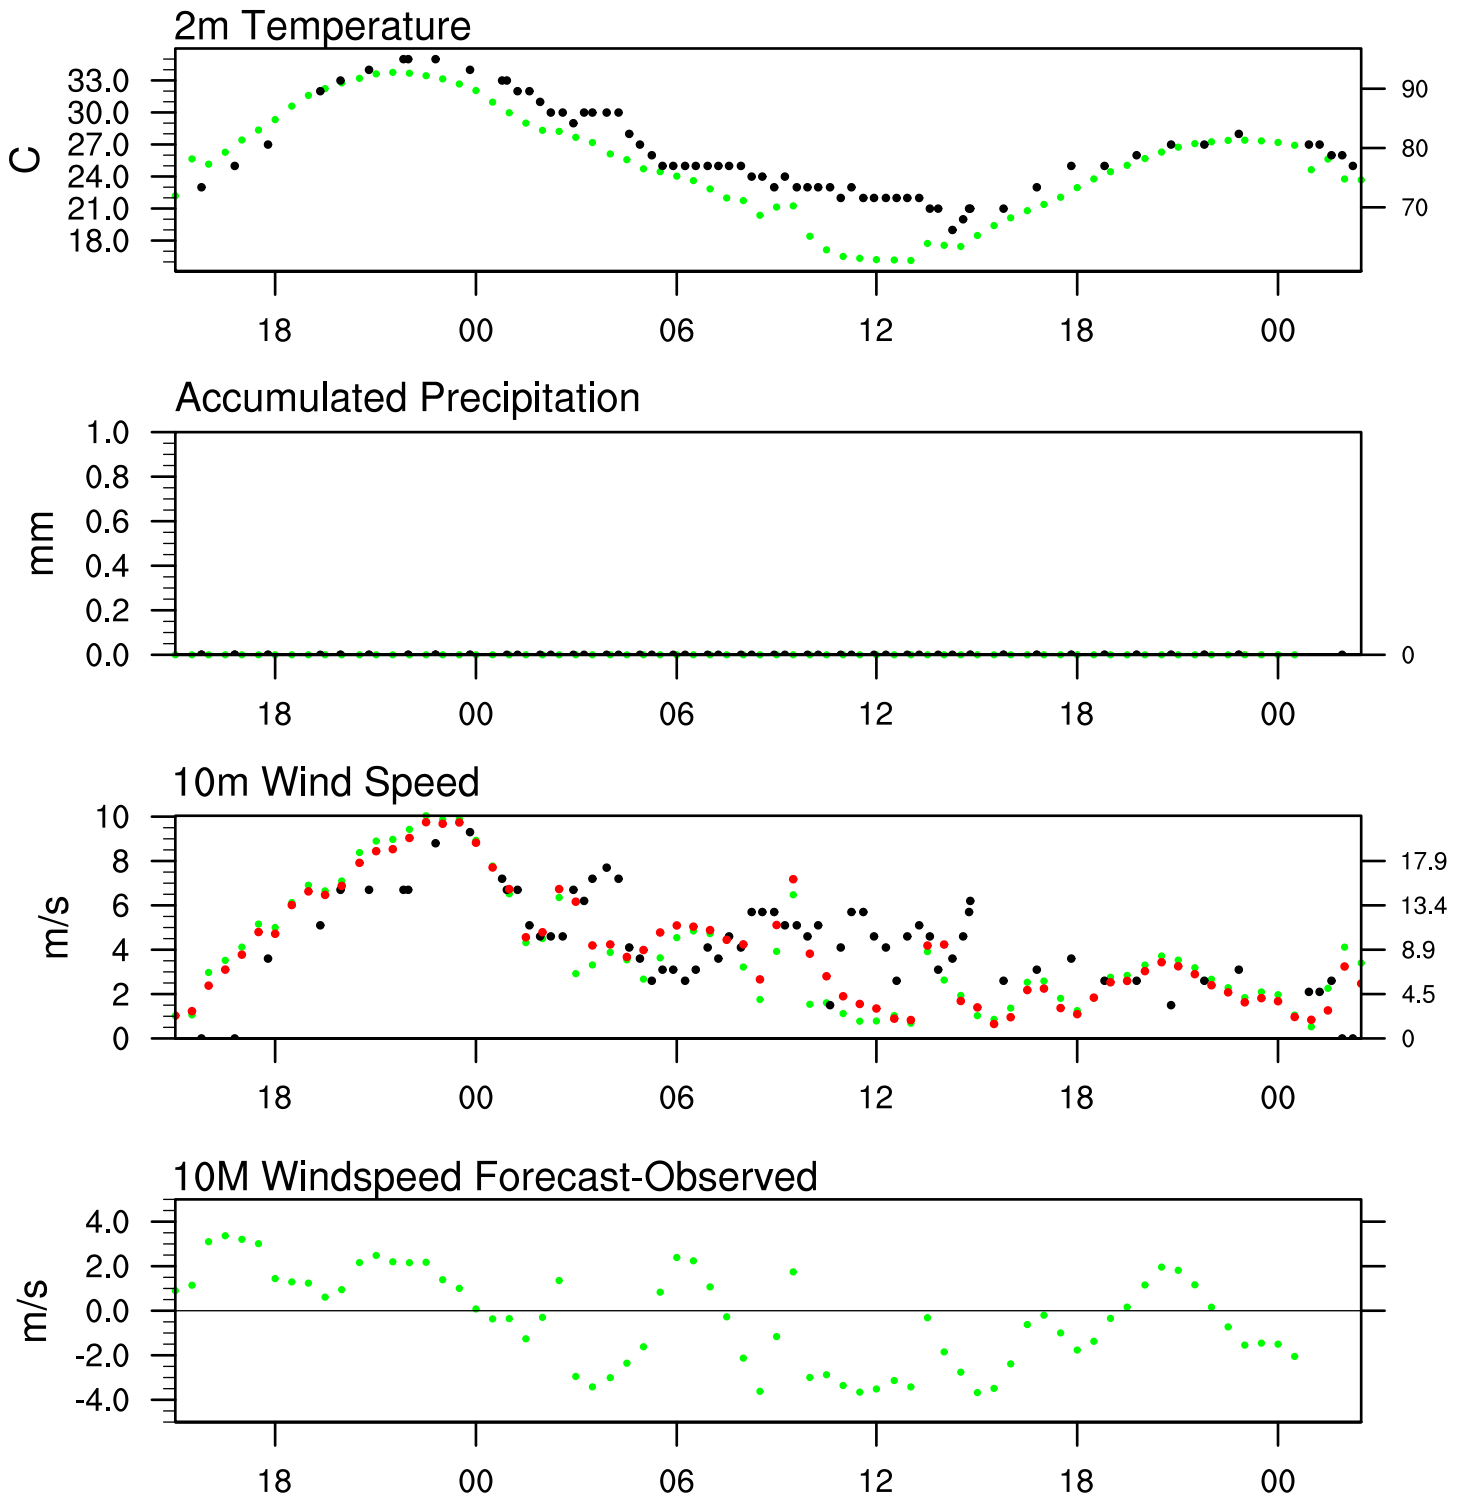 2m Temperature
33.0
30.0
27.0
24.0
21.0
18.0
C
90
80
70
18 00 06 12 18 00
Accumulated Precipitation
1.0
0.8
0.6
0.4
0.2
0.0
mm
0
18 00 06 12 18 00
10m Wind Speed
10
8
6
4
2
0
m/s
17.9
13.4
8.9
4.5
0
18 00 06 12 18 00
10M Windspeed Forecast-Observed
4.0
2.0
0.0
-2.0
-4.0
m/s
18 00 06 12 18 00